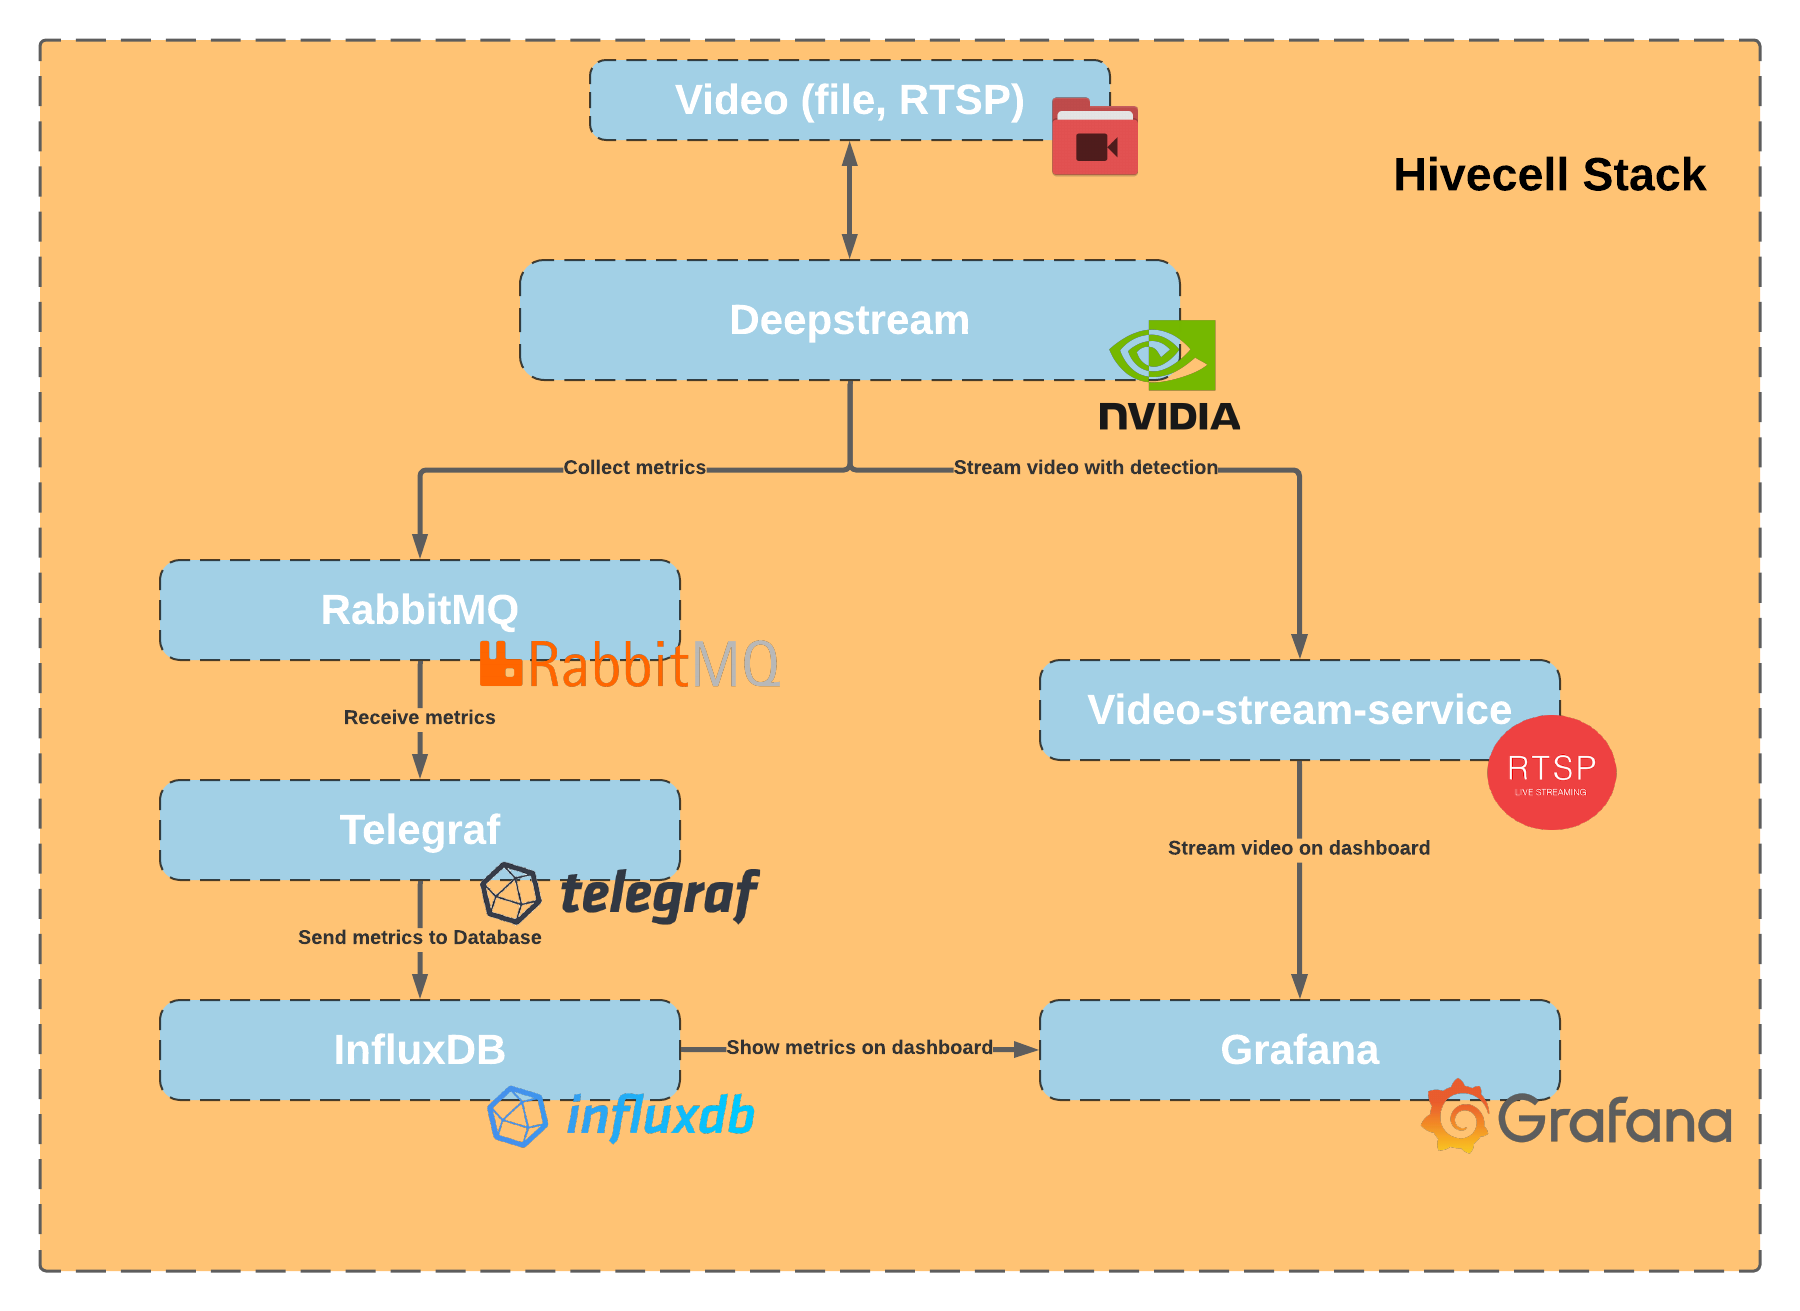 Video (file, RTSP)
Hivecell Stack
Deepstream
NVIDIA
Collect metrics
Stream video with detection
RabbitMQ
RabbitMQ
Receive metrics
Video-stream-service
RTSP
LIVE STREAMING
Telegraf
telegraf
Stream video on dashboard
Send metrics to Database
InfluxDB
influxdb
Show metrics on dashboard
Grafana
Grafana